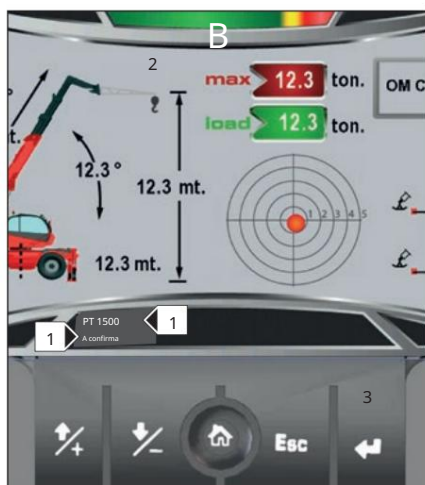 B
2
max 12.3 ton.
OM C
load 12.3 ton.
t.
12.3°
12.3 mt.
1 2 3 4 5
12.3 mt.
PT 1500
1
1
A confirma
3
+
-
Esc